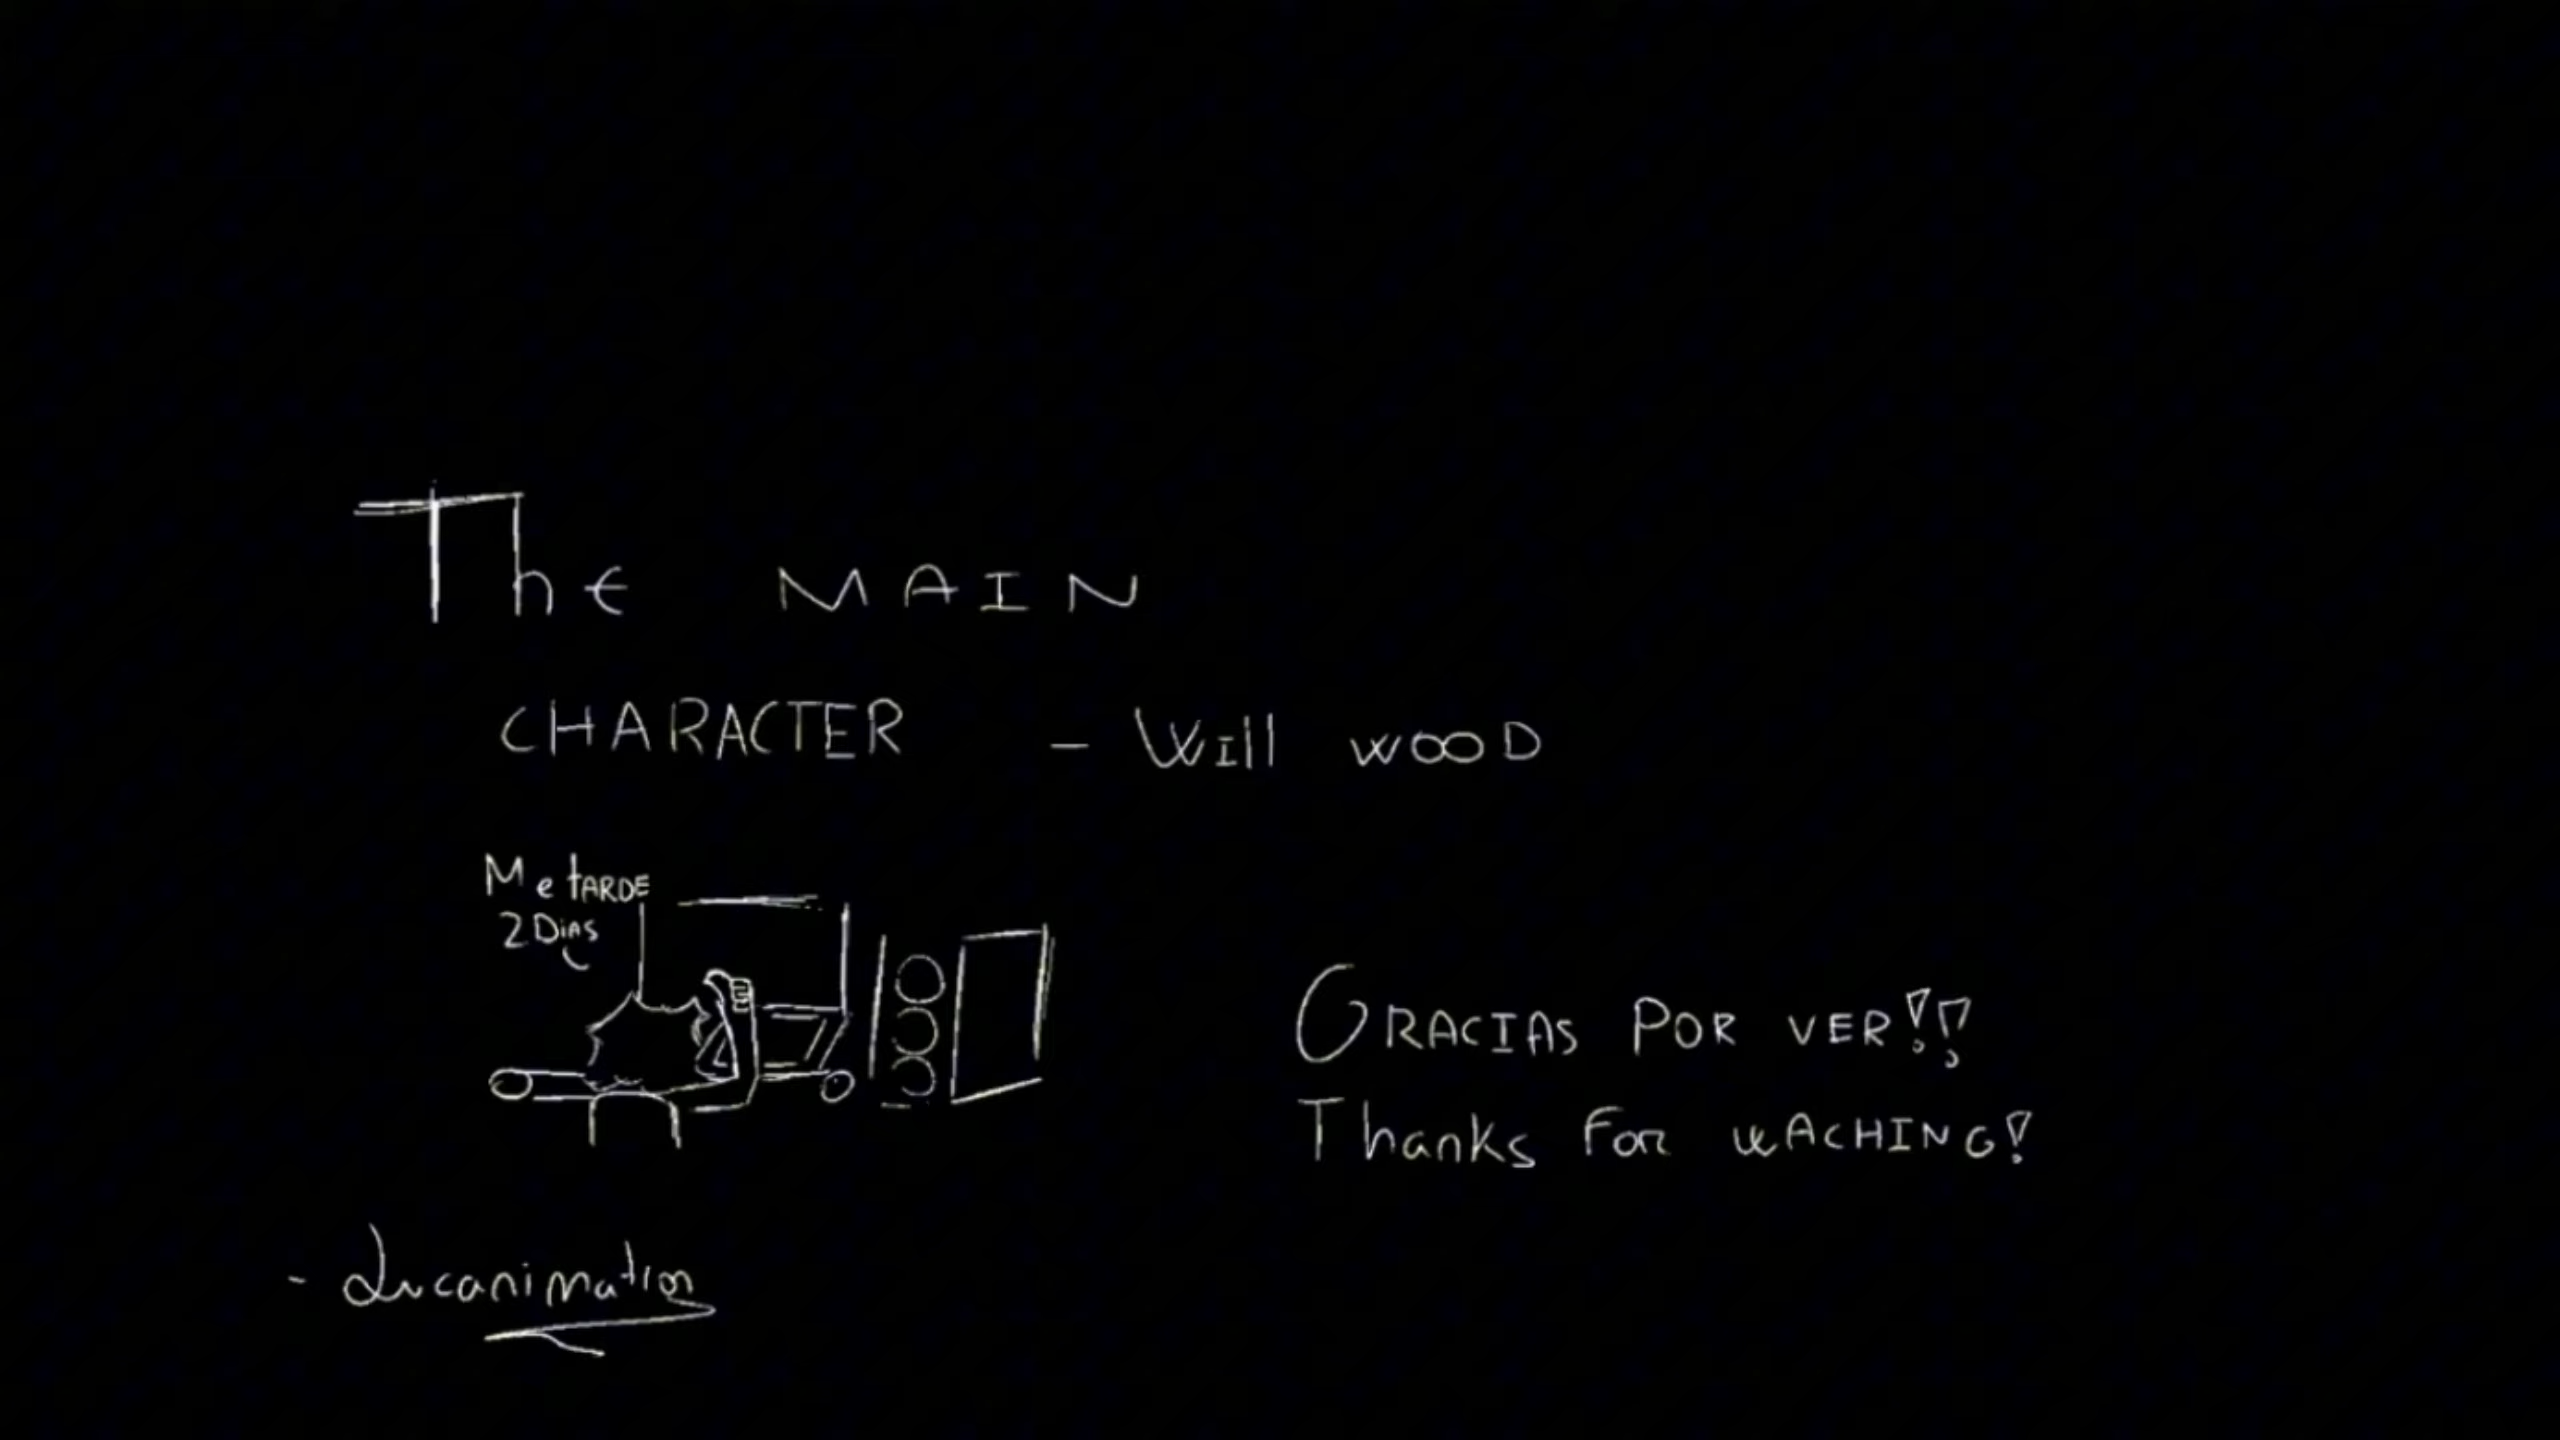 The MAIN
CHARACTER - Will wooD
Me tARDE
2 Dias
GRACIAS POR VER!!
Thanks For WACHING!
- Lucanimation